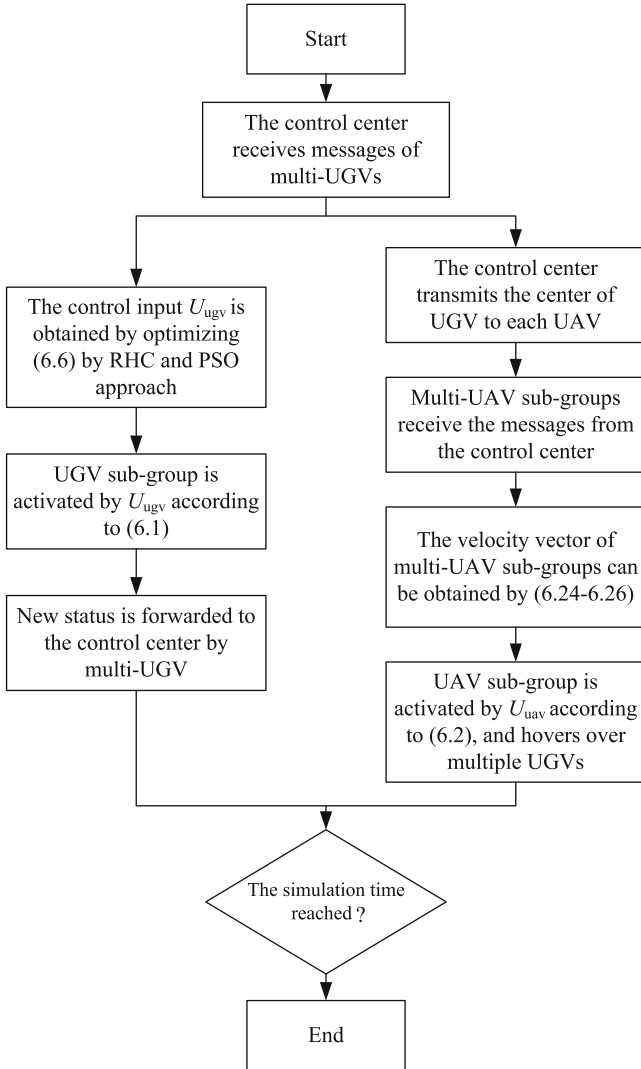 Start
The control center
receives messages of
multi-UGVs
The control input Uugv is
obtained by optimizing
(6.6) by RHC and PSO
approach
UGV sub-group is
activated by Uugv according
to (6.1)
New status is forwarded to
the control center by
multi-UGV
The control center
transmits the center of
UGV to each UAV
Multi-UAV sub-groups
receive the messages from
the control center
The velocity vector of
multi-UAV sub-groups can
be obtained by (6.24-6.26)
UAV sub-group is
activated by Uuav according
to (6.2), and hovers over
multiple UGVs
The simulation time
reached?
End